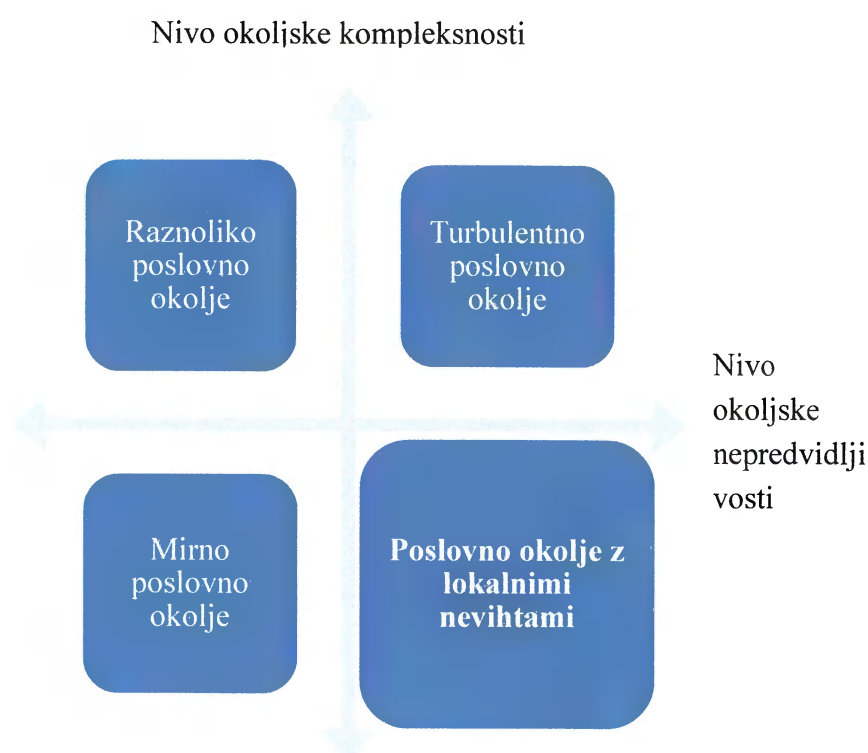 Nivo okoljske kompleksnosti
Raznoliko
poslovno
okolje
Turbulentno
poslovno
okolje
Nivo
okoljske
nepredvidlji
vosti
Mirno
poslovno
okolje
Poslovno okolje z
lokalnimi
nevihtami